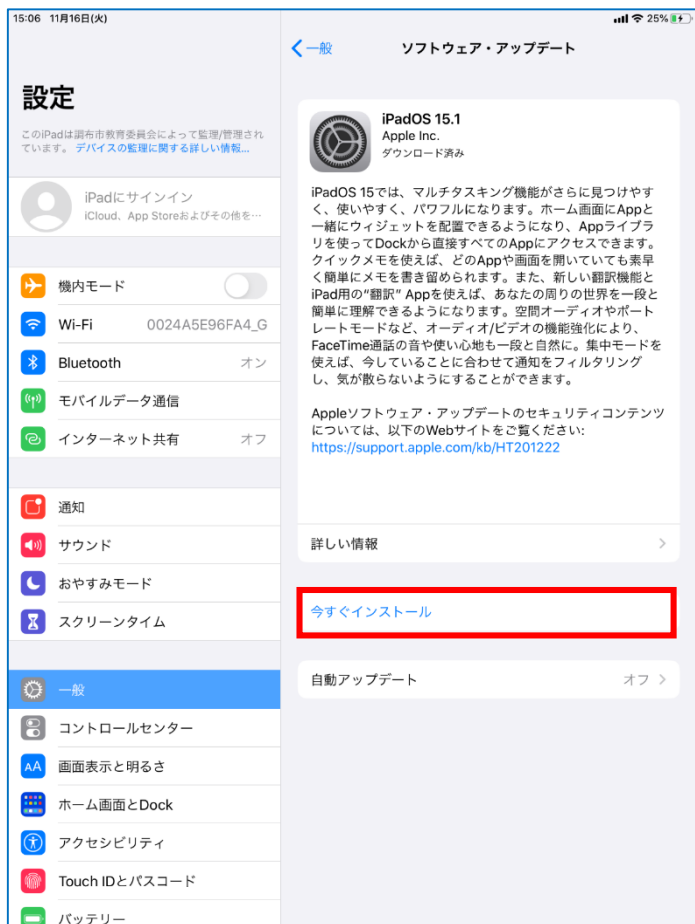 15:06 11月16日(火)
25%
設定
このiPadは調布市教育委員会によって監理/管理され
ています。デバイスの監理に関する詳しい情報...
iPadにサインイン
iCloud、App Storeおよびその他を…
機内モード
Wi-Fi 0024A5E96FA4_G
Bluetooth オン
モバイルデータ通信
インターネット共有 オフ
通知
サウンド
おやすみモード
スクリーンタイム
一般
コントロールセンター
AA 画面表示と明るさ
ホーム画面とDock
アクセシビリティ
Touch IDとパスコード
バッテリー
一般 ソフトウェア・アップデート
iPadOS 15.1
Apple Inc.
ダウンロード済み
iPadOS 15では、マルチタスキング機能がさらに見つけやす
く、使いやすく、パワフルになります。ホーム画面にAppと
一緒にウィジェットを配置できるようになり、Appライブラ
リを使ってDockから直接すべてのAppにアクセスできます。
クイックメモを使えば、どのAppや画面を開いていても素早
く簡単にメモを書き留められます。また、新しい翻訳機能と
iPad用の“翻訳” Appを使えば、あなたの周りの世界を一段と
簡単に理解できるようになります。空間オーディオやポート
レートモードなど、オーディオ/ビデオの機能強化により、
FaceTime通話の音や使い心地も一段と自然に。集中モードを
使えば、今していることに合わせて通知をフィルタリング
し、気が散らないようにすることができます。
Appleソフトウェア・アップデートのセキュリティコンテンツ
については、以下のWebサイトをご覧ください:
https://support.apple.com/kb/HT201222
詳しい情報
今すぐインストール
自動アップデート オフ